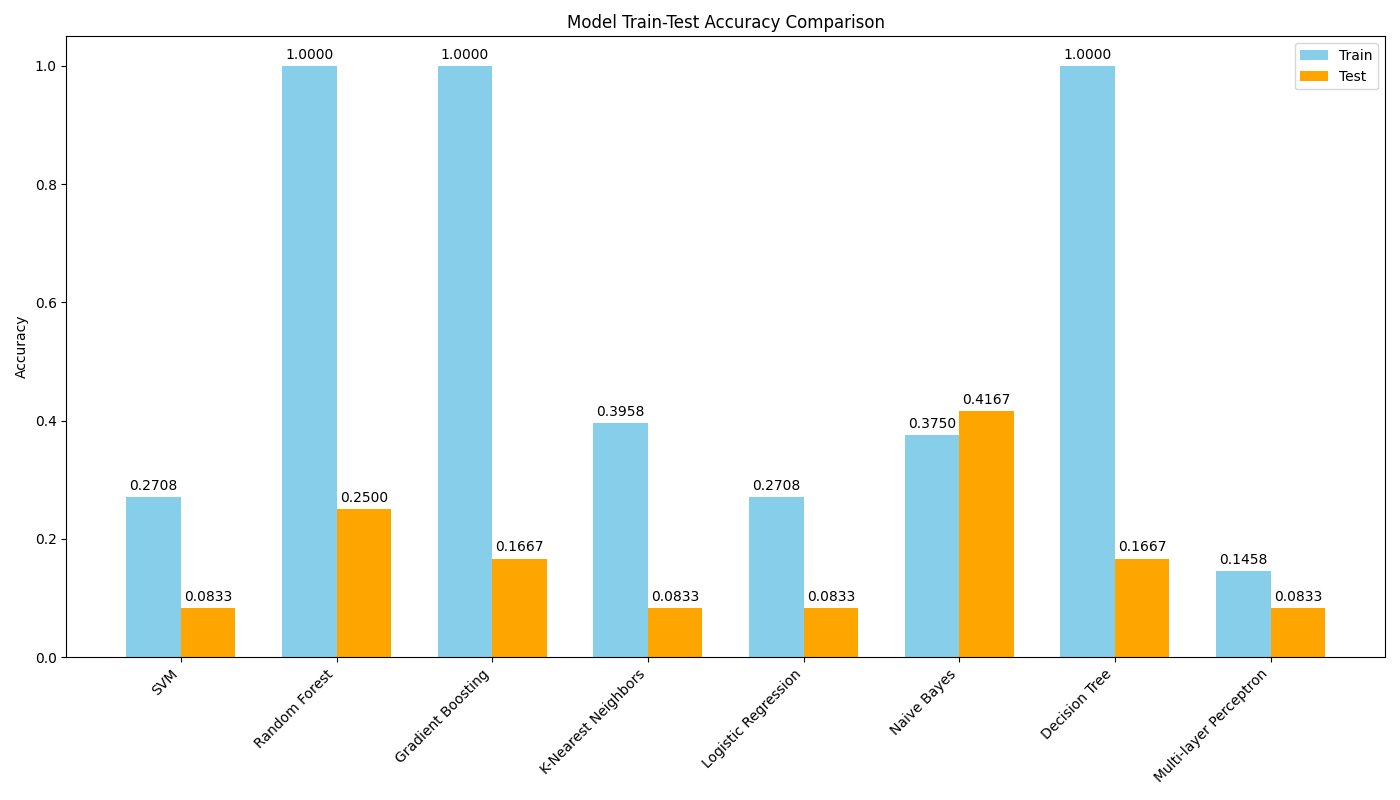 Model Train-Test Accuracy Comparison
Train
Test
Accuracy
1.0
0.8
0.6
0.4
0.2
0.0
0.2708
0.0833
1.0000
0.2500
1.0000
0.1667
0.3958
0.0833
0.2708
0.0833
0.3750
0.4167
1.0000
0.1667
0.1458
0.0833
SVM
Random Forest
Gradient Boosting
K-Nearest Neighbors
Logistic Regression
Naive Bayes
Decision Tree
Multi-layer Perceptron